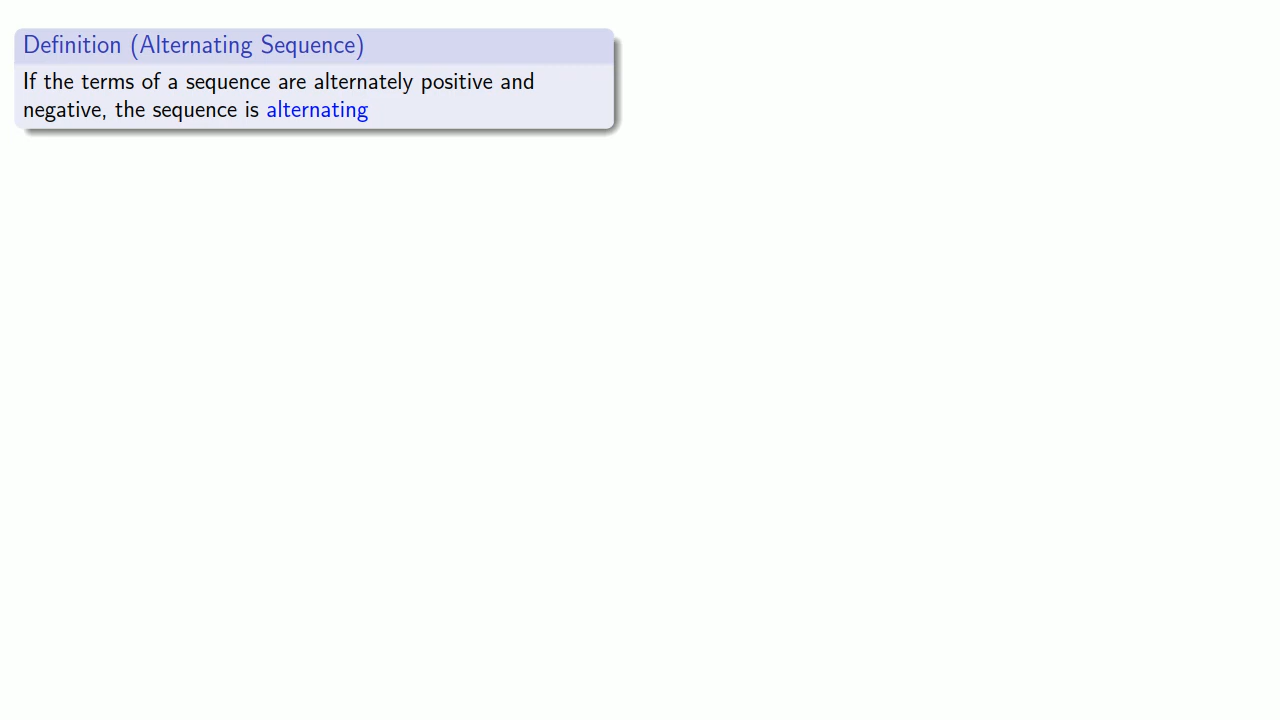 Definition (Alternating Sequence)
If the terms of a sequence are alternately positive and
negative, the sequence is alternating